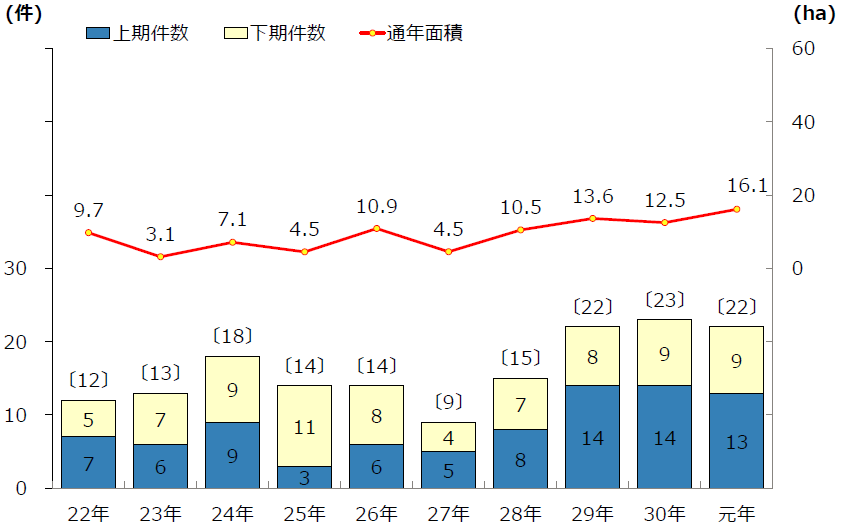 (件) (ha)
上期件数 下期件数 通年面積
60
40
16.1
13.6 12.5
9.7 7.1 10.9 10.5 20
3.1 4.5 4.5
30 0
〔22〕 〔23〕 〔22〕
20 〔18〕
〔12〕 〔13〕 〔14〕 〔14〕 〔9〕 〔15〕
5 7 9 11 8 4 7 8 9 9
10
7 6 9 3 6 5 8 14 14 13
0
22年 23年 24年 25年 26年 27年 28年 29年 30年 元年